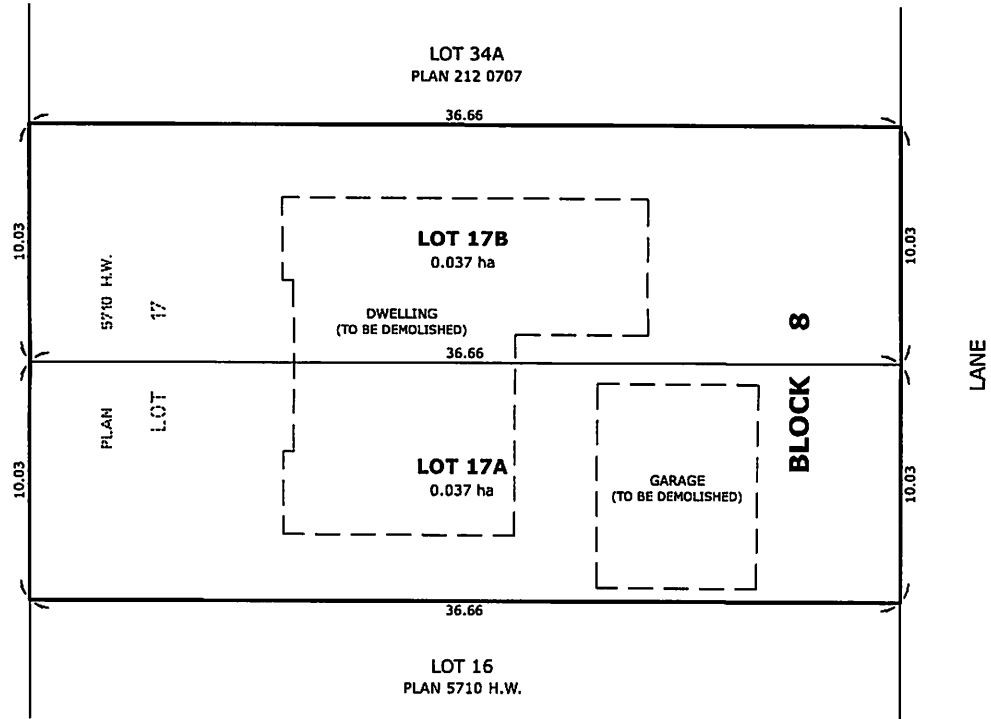 LOT 34A
PLAN 212 0707
36.66
10.03
10.03
LOT 17B
0.037 ha
PLAN 5710 H.W.
LOT 17
DWELLING
(TO BE DEMOLISHED)
BLOCK 8
LANE
36.66
10.03
10.03
LOT 17A
0.037 ha
GARAGE
(TO BE DEMOLISHED)
36.66
LOT 16
PLAN 5710 H.W.